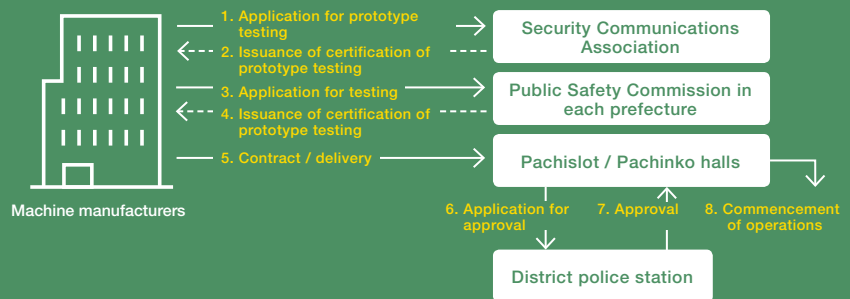 1. Application for prototype
testing
Security Communications
Association
2. Issuance of certification of
prototype testing
3. Application for testing
Public Safety Commission in
each prefecture
4. Issuance of certification of
prototype testing
5. Contract / delivery
Pachislot / Pachinko halls
Machine manufacturers
6. Application for
approval
7. Approval
8. Commencement
of operations
District police station